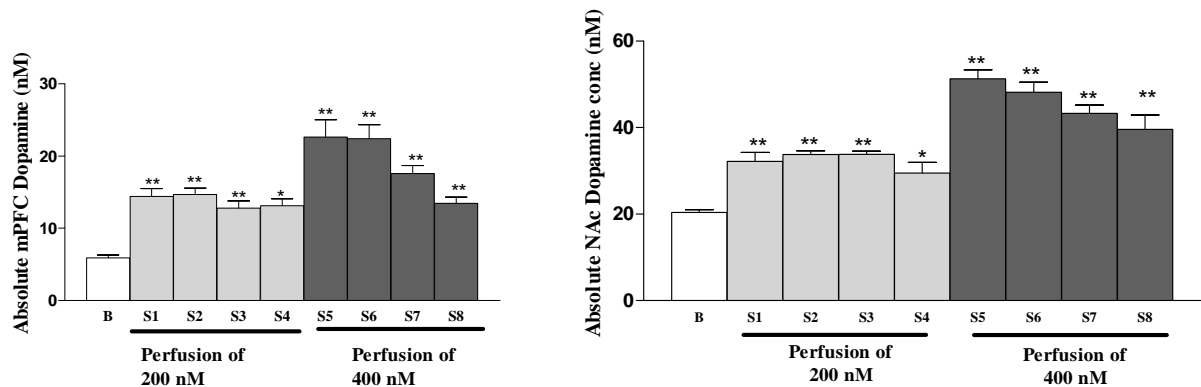 Absolute mPFC Dopamine (nM)
30
20
10
0
** ** ** * ** ** ** **
B S1 S2 S3 S4 S5 S6 S7 S8
Perfusion of
200 nM
Perfusion of
400 nM
Absolute NAc Dopamine conc (nM)
60
40
20
0
** ** ** * ** ** ** **
B S1 S2 S3 S4 S5 S6 S7 S8
Perfusion of
200 nM
Perfusion of
400 nM